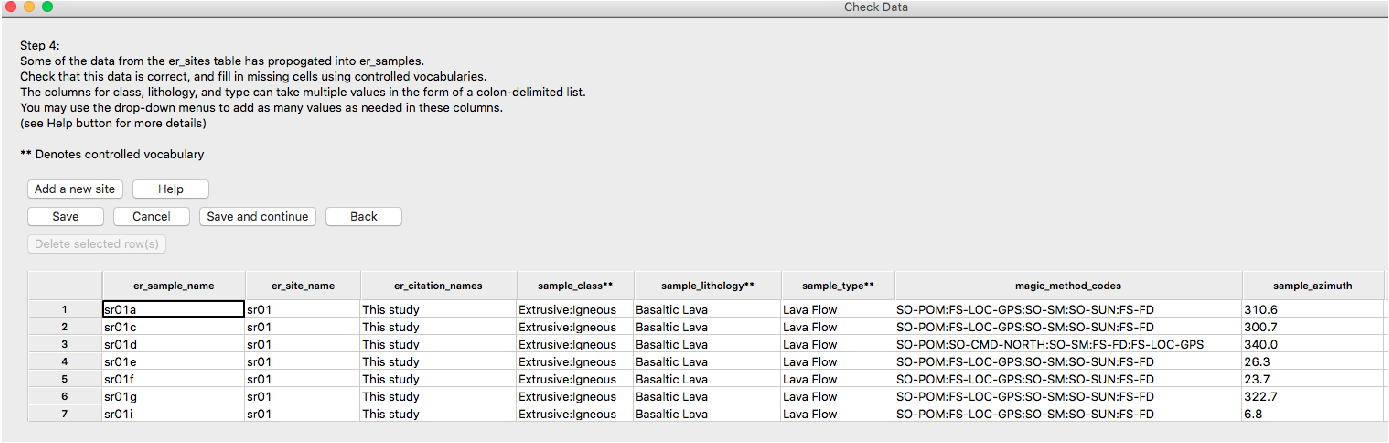 Check Data
Step 4:
Some of the data from the er_sites table has propogated into er_samples.
Check that this data is correct, and fill in missing cells using controlled vocabularies.
The columns for class, lithology, and type can take multiple values in the form of a colon-delimited list.
You may use the drop-down menus to add as many values as needed in these columns.
(see Help button for more details)
** Denotes controlled vocabulary
Add a new site Help
Save Cancel Save and continue Back
Delete selected row(s)
er_sample_name er_site_name er_citation_names sample_class** sample_lithology** sample_type** magic_method_codes sample_azimuth
1 sr01a sr01 This study Extrusive:Igneous Basaltic Lava Lava Flow SO-POM:FS-LOC-GPS:SO-SM:SO-SUN:FS-FD 310.6
2 sr01c sr01 This study Extrusive:Igneous Basaltic Lava Lava Flow SO-POM:FS-LOC-GPS:SO-SM:SO-SUN:FS-FD 300.7
3 sr01d sr01 This study Extrusive:Igneous Basaltic Lava Lava Flow SO-POM:SO-CMD-NORTH:SO-SM:FS-FD:FS-LOC-GPS 340.0
4 sr01e sr01 This study Extrusive:Igneous Basaltic Lava Lava Flow SO-POM:FS-LOC-GPS:SO-SM:SO-SUN:FS-FD 26.3
5 sr01f sr01 This study Extrusive:Igneous Basaltic Lava Lava Flow SO-POM:FS-LOC-GPS:SO-SM:SO-SUN:FS-FD 23.7
6 sr01g sr01 This study Extrusive:Igneous Basaltic Lava Lava Flow SO-POM:FS-LOC-GPS:SO-SM:SO-SUN:FS-FD 322.7
7 sr01i sr01 This study Extrusive:Igneous Basaltic Lava Lava Flow SO-POM:FS-LOC-GPS:SO-SM:SO-SUN:FS-FD 6.8